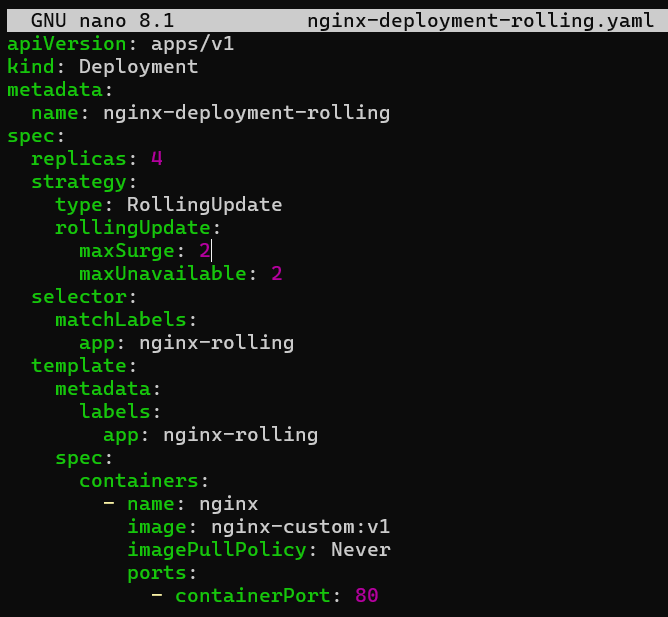 GNU nano 8.1 nginx-deployment-rolling.yaml
apiVersion: apps/v1
kind: Deployment
metadata:
  name: nginx-deployment-rolling
spec:
  replicas: 4
  strategy:
    type: RollingUpdate
    rollingUpdate:
      maxSurge: 2
      maxUnavailable: 2
  selector:
    matchLabels:
      app: nginx-rolling
  template:
    metadata:
      labels:
        app: nginx-rolling
    spec:
      containers:
        - name: nginx
          image: nginx-custom:v1
          imagePullPolicy: Never
          ports:
            - containerPort: 80